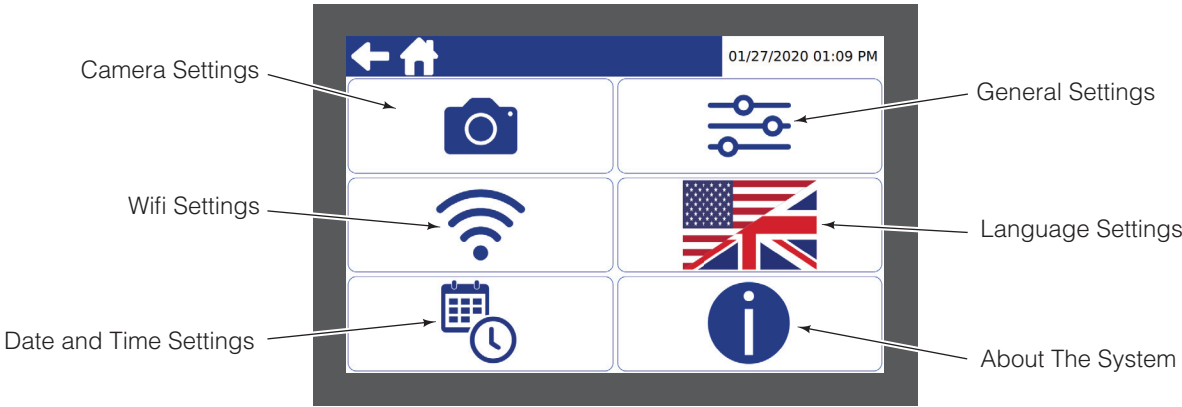 01/27/2020 01:09 PM
Camera Settings
General Settings
Wifi Settings
Language Settings
Date and Time Settings
About The System